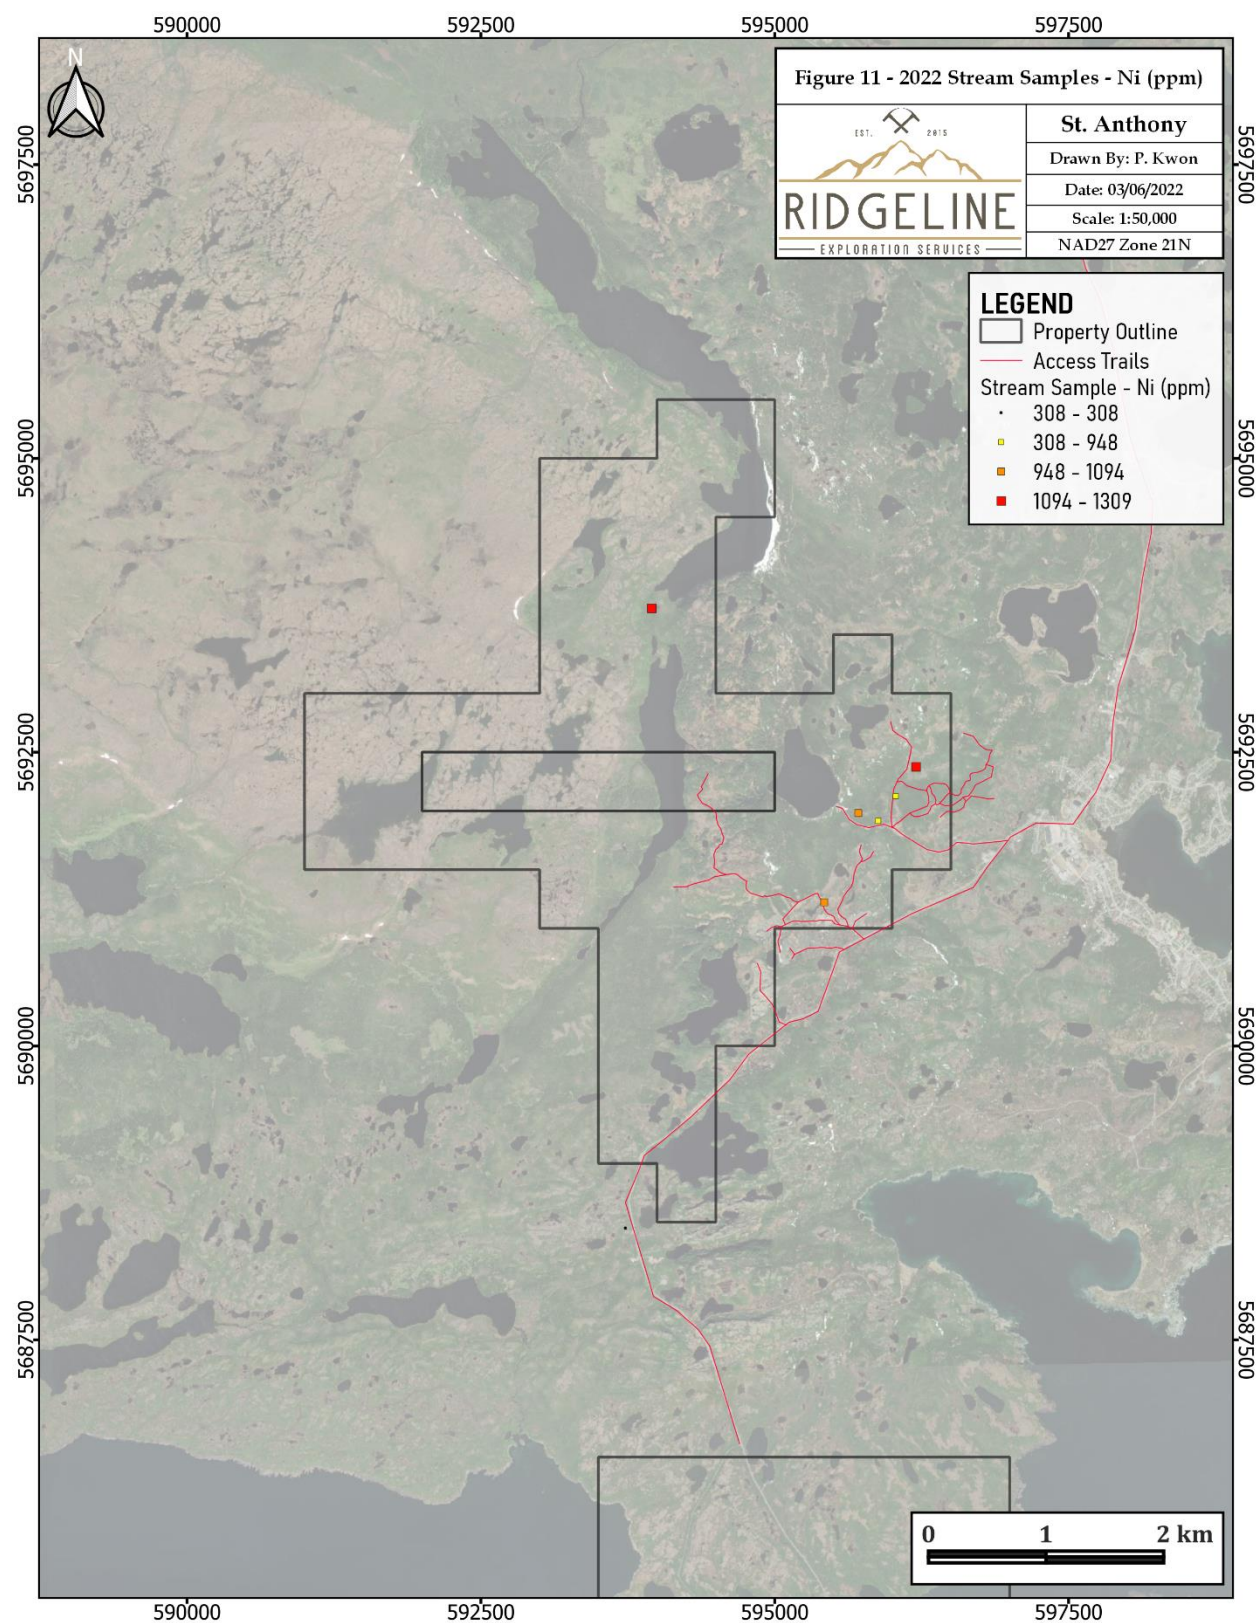 590000 592500 595000 597500
N
Figure 11 - 2022 Stream Samples - Ni (ppm)
EST. 2015
RIDGELINE
EXPLORATION SERVICES
St. Anthony
Drawn By: P. Kwon
Date: 03/06/2022
Scale: 1:50,000
NAD27 Zone 21N
LEGEND
Property Outline
Access Trails
Stream Sample - Ni (ppm)
308 - 308
308 - 948
948 - 1094
1094 - 1309
5697500 5697500
5695000 5695000
5692500 5692500
5690000 5690000
5687500 5687500
0 1 2 km
590000 592500 595000 597500